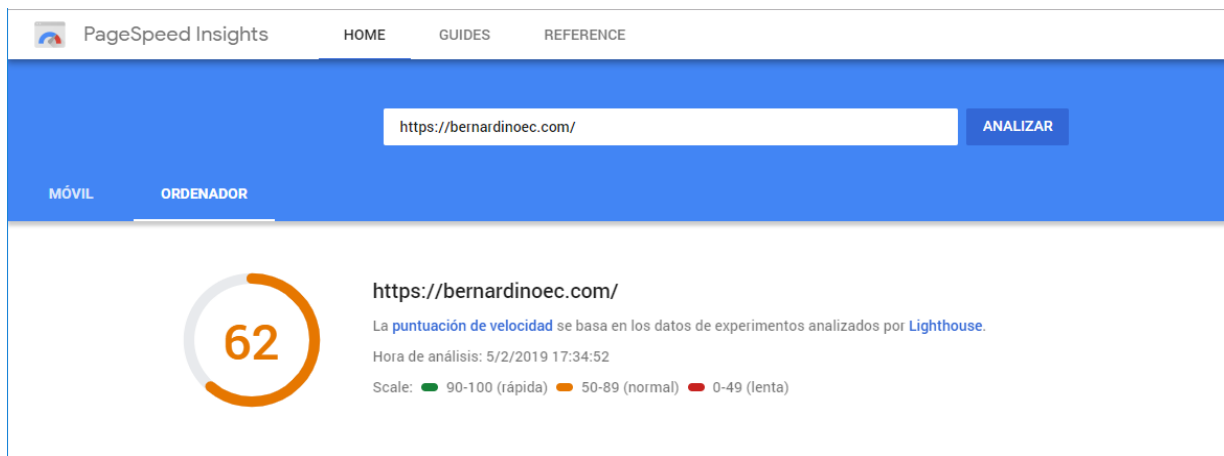 PageSpeed Insights HOME GUIDES REFERENCE
https://bernardinoec.com/ ANALIZAR
MÓVIL ORDENADOR
62
https://bernardinoec.com/
La puntuación de velocidad se basa en los datos de experimentos analizados por Lighthouse.
Hora de análisis: 5/2/2019 17:34:52
Scale: 90-100 (rápida) 50-89 (normal) 0-49 (lenta)